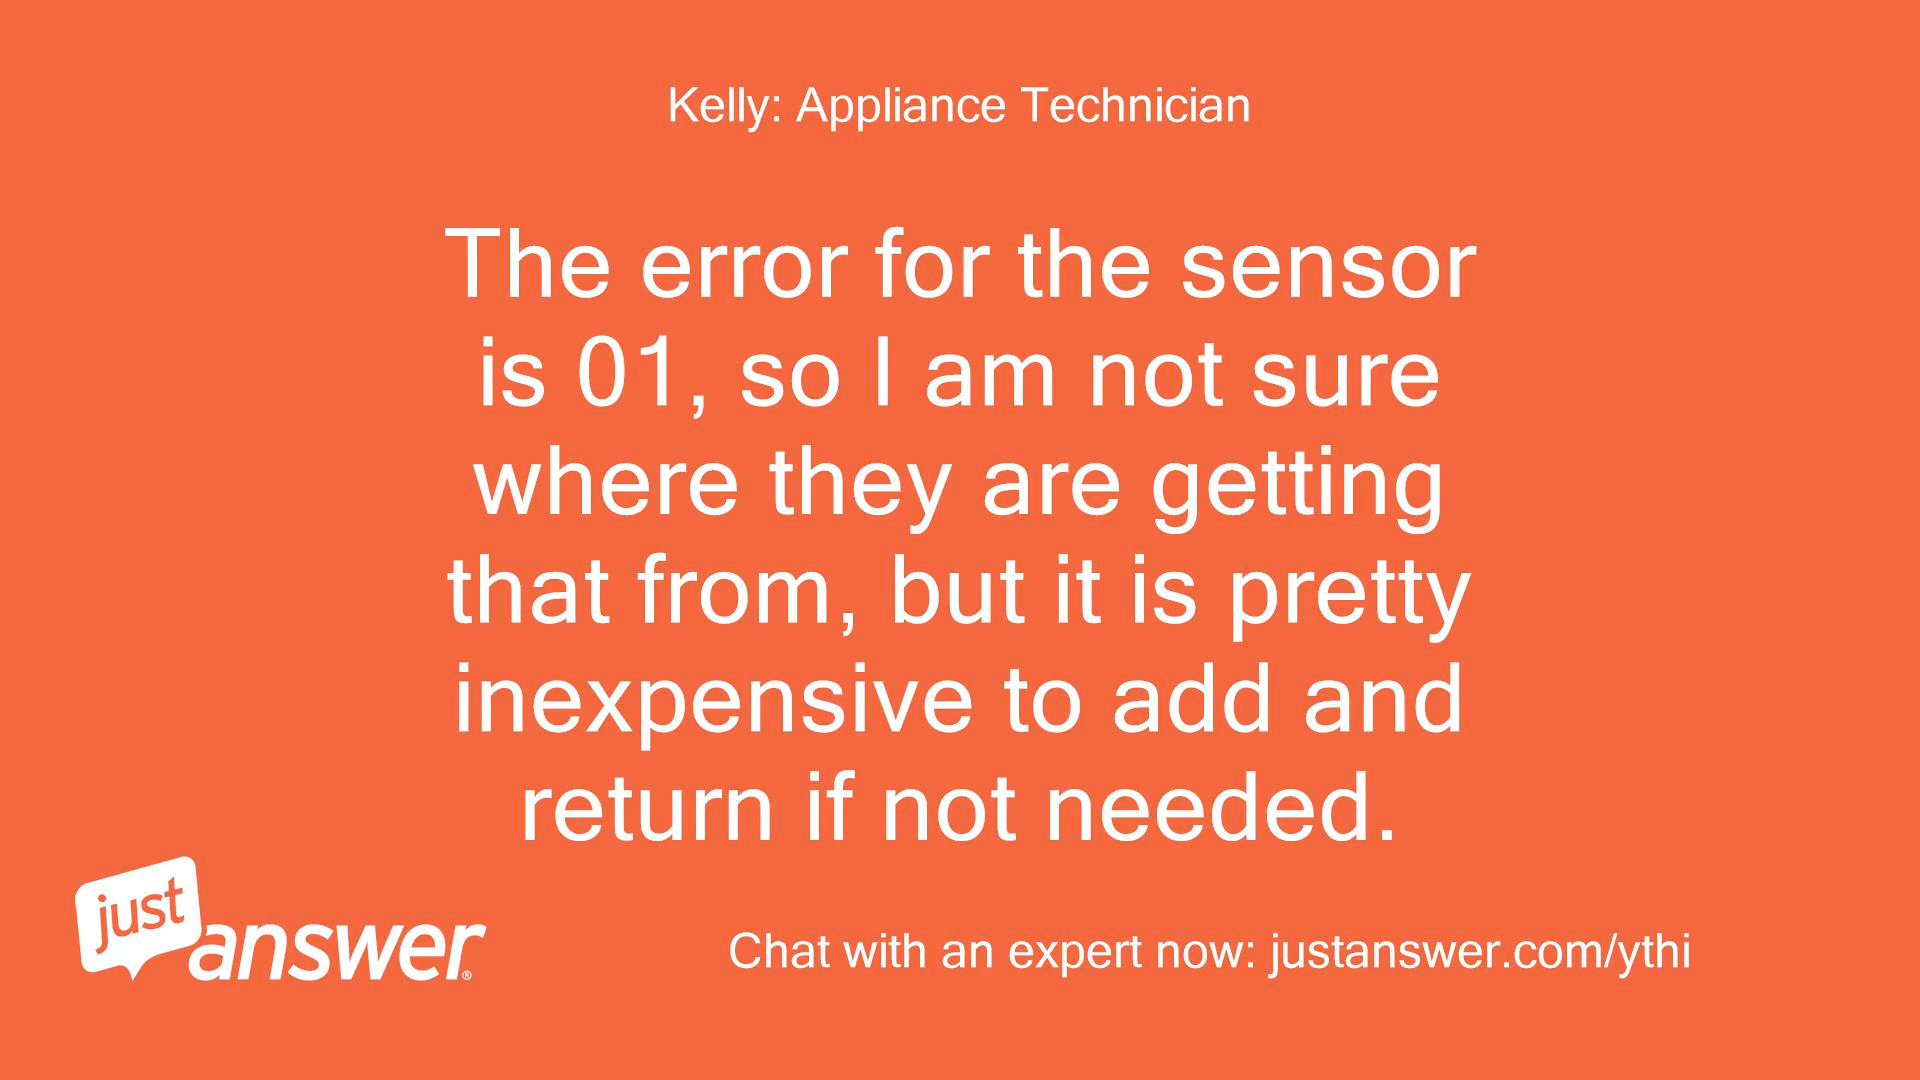 Kelly: Appliance Technician
The error for the sensor
is 01, so I am not sure
where they are getting
that from, but it is pretty
inexpensive to add and
return if not needed.
just
answer®
Chat with an expert now: justanswer.com/ythi